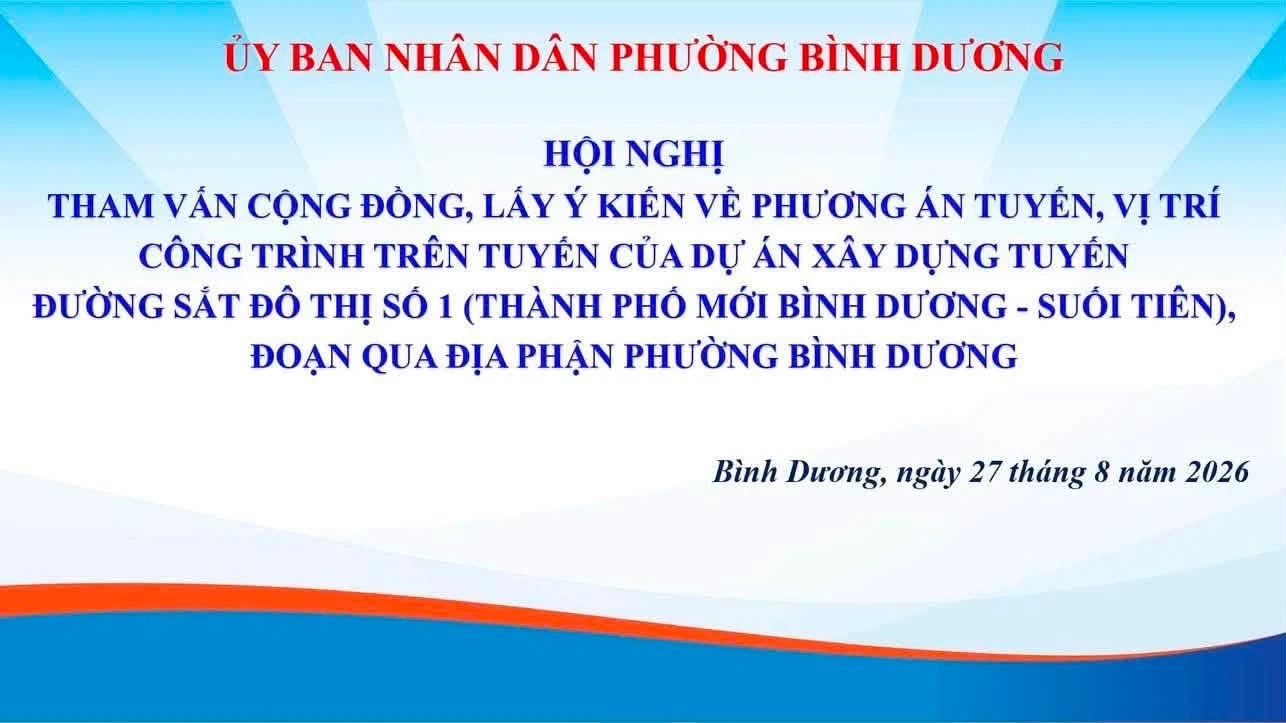 ỦY BAN NHÂN DÂN PHƯỜNG BÌNH DƯƠNG
HỘI NGHỊ
THAM VẤN CỘNG ĐỒNG, LẤY Ý KIẾN VỀ PHƯƠNG ÁN TUYẾN, VỊ TRÍ
CÔNG TRÌNH TRÊN TUYẾN CỦA DỰ ÁN XÂY DỰNG TUYẾN
ĐƯỜNG SẮT ĐÔ THỊ SỐ 1 (THÀNH PHỐ MỚI BÌNH DƯƠNG - SUỐI TIÊN),
ĐOẠN QUA ĐỊA PHẬN PHƯỜNG BÌNH DƯƠNG
Bình Dương, ngày 27 tháng 8 năm 2026